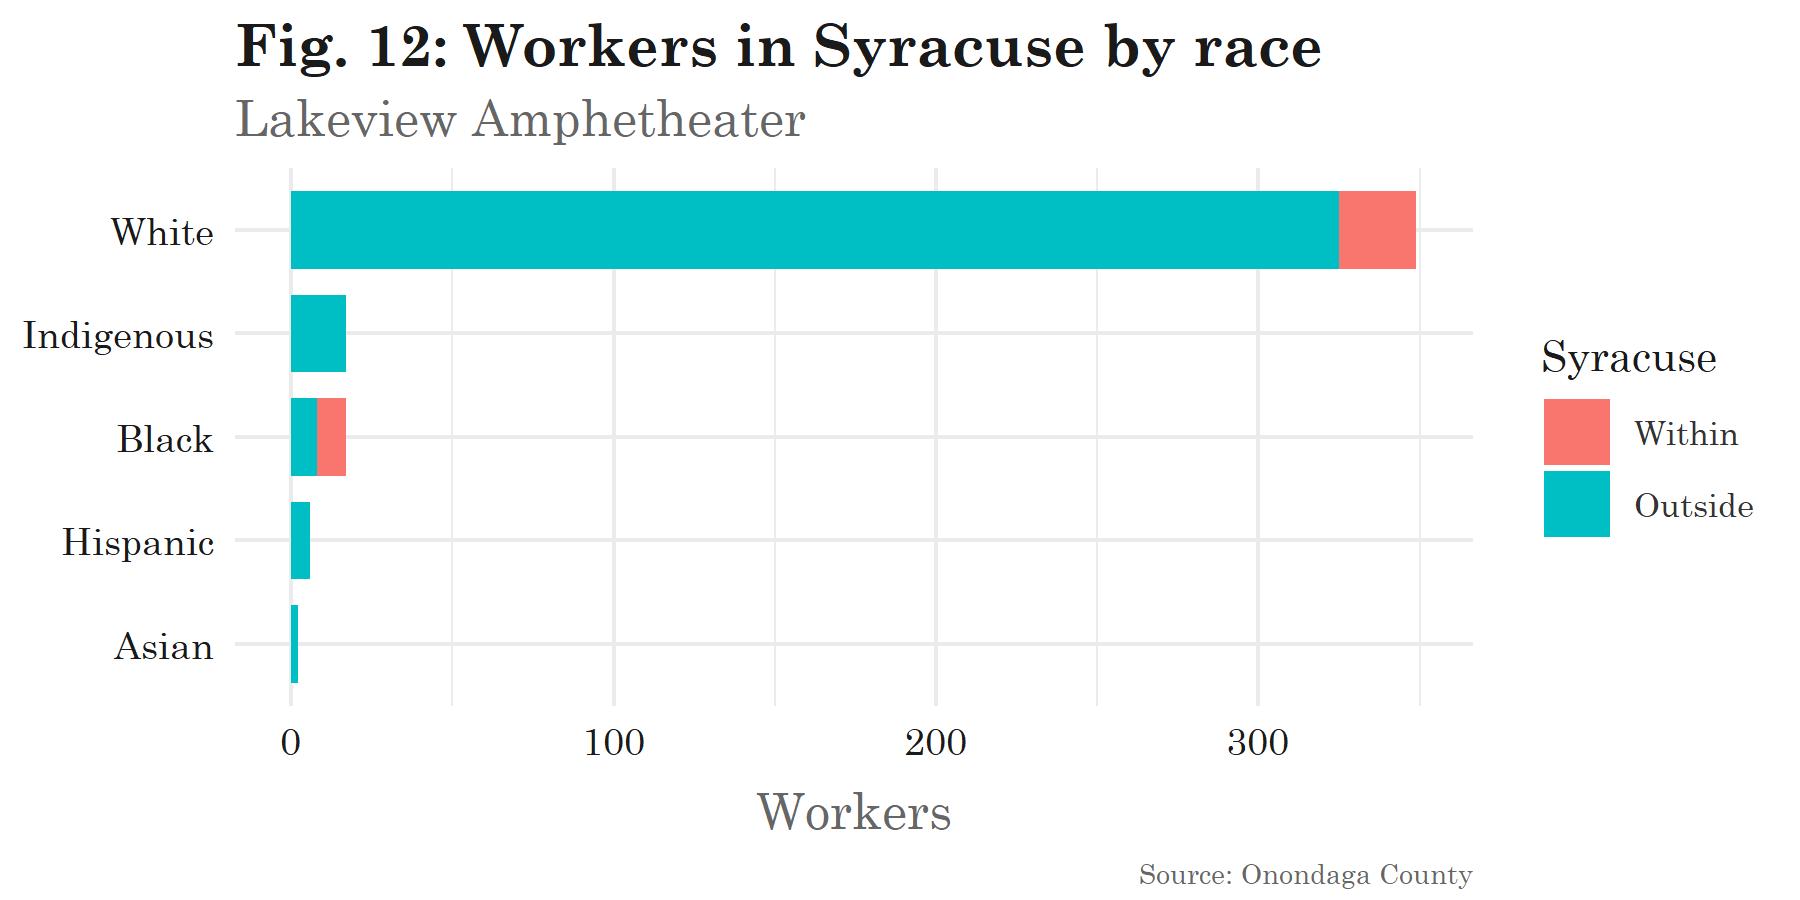 Fig. 12: Workers in Syracuse by race
Lakeview Amphetheater
White
Indigenous
Black
Hispanic
Asian
0 100 200 300
Workers
Syracuse
Within
Outside
Source: Onondaga County